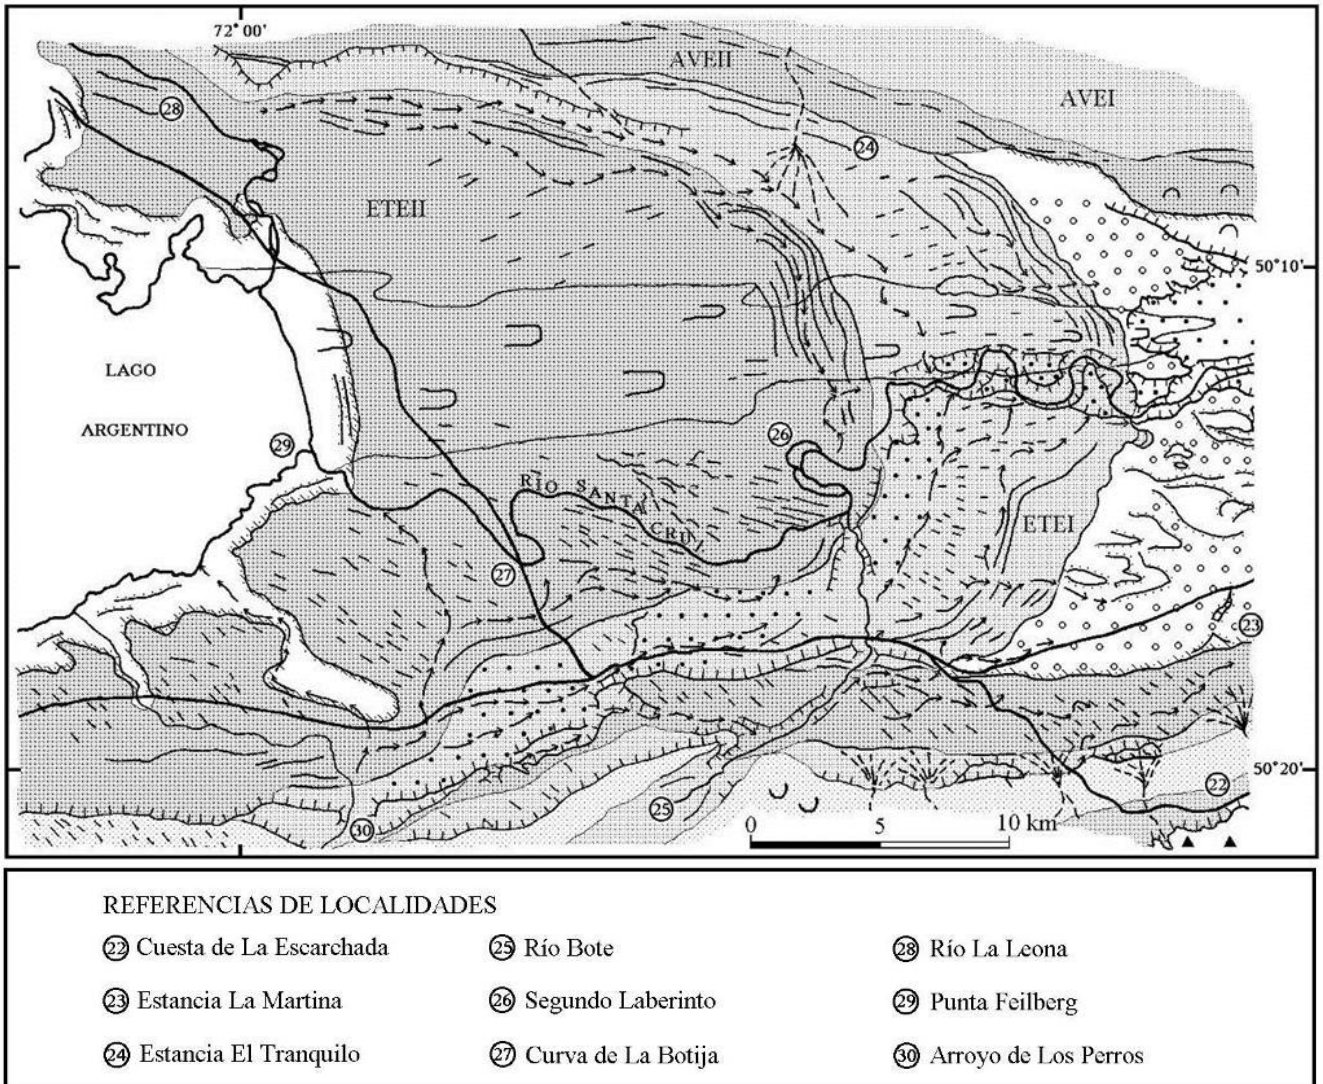 72° 00'
AVEII
AVEI
28
24
ETEII
50°10'
LAGO
ARGENTINO
29
26
RÍO SANTA CRUZ
ETEI
27
23
50°20'
22
25
30
0 5 10 km
REFERENCIAS DE LOCALIDADES
22 Cuesta de La Escarchada
25 Río Bote
28 Río La Leona
23 Estancia La Martina
26 Segundo Laberinto
29 Punta Feilberg
24 Estancia El Tranquilo
27 Curva de La Botija
30 Arroyo de Los Perros